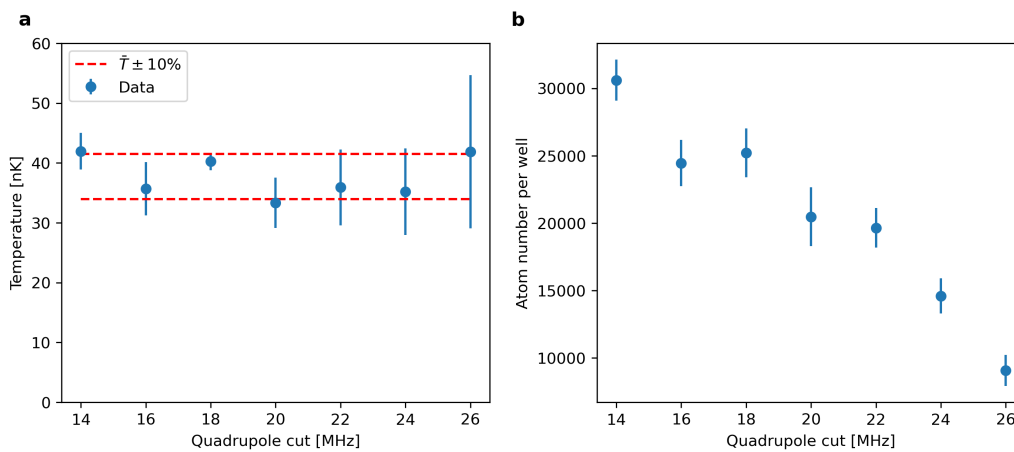 a
60
50
40
30
20
10
0
Temperature [nK]
T̄ ± 10%
Data
14 16 18 20 22 24 26
Quadrupole cut [MHz]
b
30000
25000
20000
15000
10000
Atom number per well
14 16 18 20 22 24 26
Quadrupole cut [MHz]